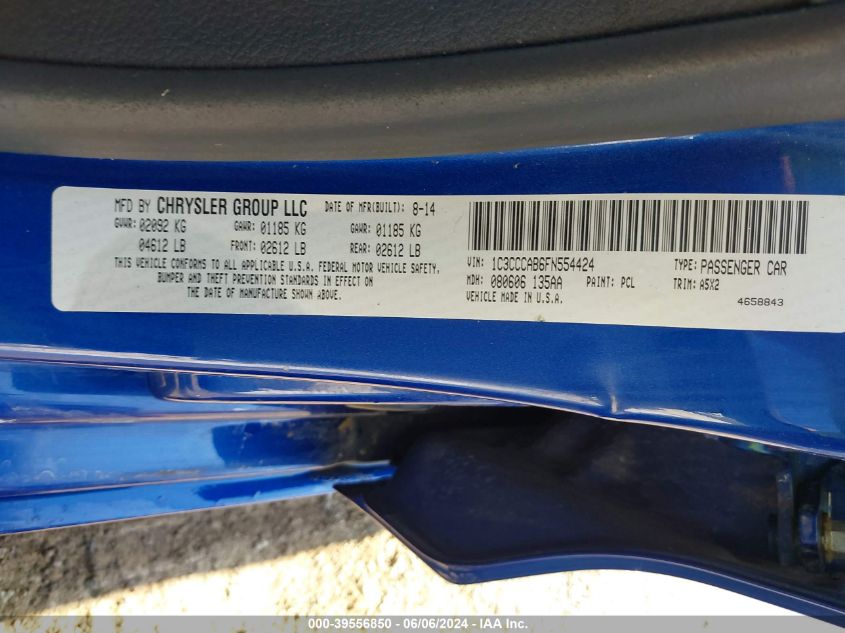 MFD BY CHRYSLER GROUP LLC DATE OF MFR(BUILT): 8-14
GVWR: 02092 KG GAWR: 01185 KG GAWR: 01185 KG
04612 LB FRONT: 02612 LB REAR: 02612 LB
THIS VEHICLE CONFORMS TO ALL APPLICABLE U.S.A. FEDERAL MOTOR VEHICLE SAFETY,
BUMPER AND THEFT PREVENTION STANDARDS IN EFFECT ON
THE DATE OF MANUFACTURE SHOWN ABOVE.
VIN: 1C3CCCAB6FN554424 TYPE: PASSENGER CAR
MDH: 080606 135AA PAINT: PCL TRIM: A5X2
VEHICLE MADE IN U.S.A. 4658843
000-39556850 - 06/06/2024 - IAA Inc.